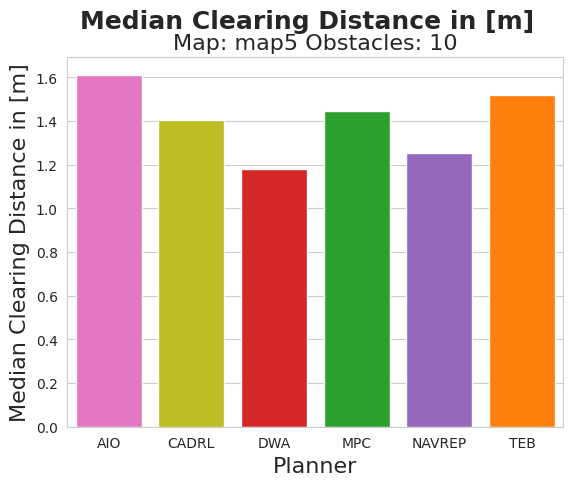 Median Clearing Distance in [m]
Map: map5 Obstacles: 10
Median Clearing Distance in [m]
1.6
1.4
1.2
1.0
0.8
0.6
0.4
0.2
0.0
AIO CADRL DWA MPC NAVREP TEB
Planner